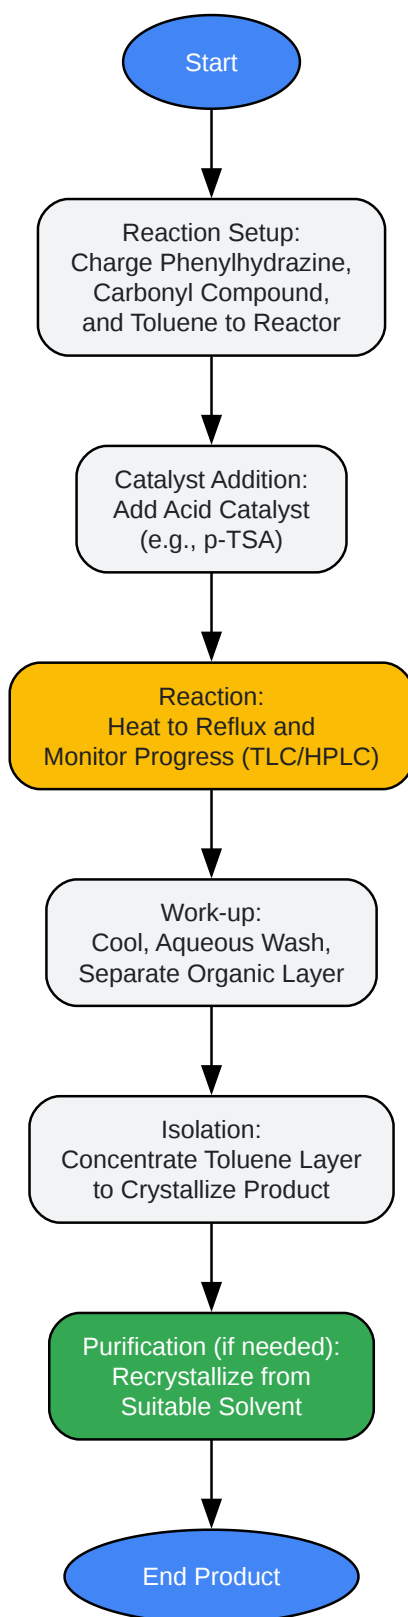 Start
Reaction Setup:
Charge Phenylhydrazine,
Carbonyl Compound,
and Toluene to Reactor
Catalyst Addition:
Add Acid Catalyst
(e.g., p-TSA)
Reaction:
Heat to Reflux and
Monitor Progress (TLC/HPLC)
Work-up:
Cool, Aqueous Wash,
Separate Organic Layer
Isolation:
Concentrate Toluene Layer
to Crystallize Product
Purification (if needed):
Recrystallize from
Suitable Solvent
End Product